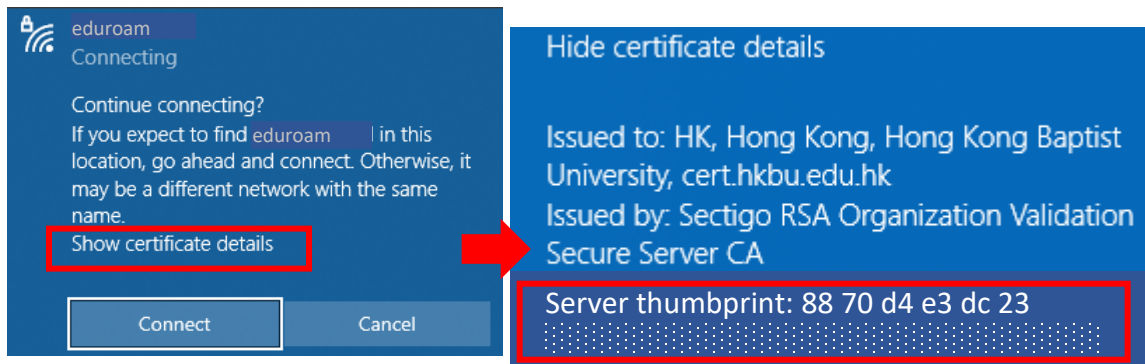 eduroam
Connecting
Continue connecting?
If you expect to find eduroam in this
location, go ahead and connect. Otherwise, it
may be a different network with the same
name.
Show certificate details
Connect
Cancel
Hide certificate details
Issued to: HK, Hong Kong, Hong Kong Baptist
University, cert.hkbu.edu.hk
Issued by: Sectigo RSA Organization Validation
Secure Server CA
Server thumbprint: 88 70 d4 e3 dc 23